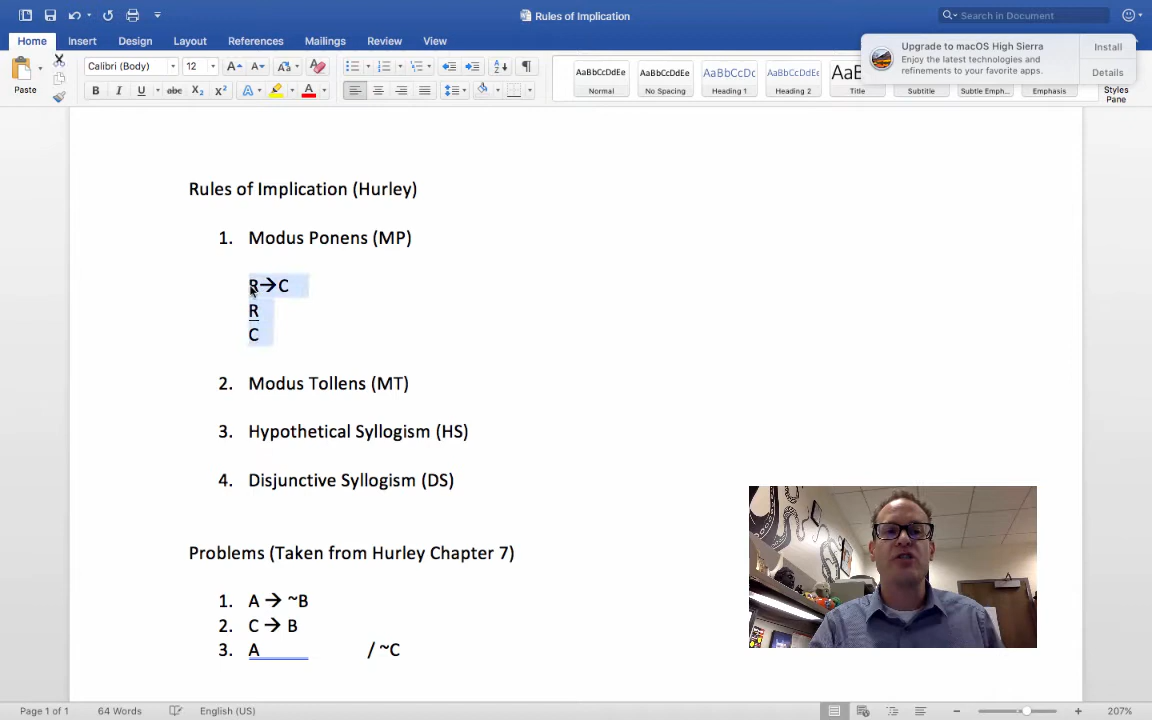 Rules of Implication
Search in Document
Home Insert Design Layout References Mailings Review View
Upgrade to macOS High Sierra
Enjoy the latest technologies and
refinements to your favorite apps.
Install
Details
Paste
Calibri (Body) 12
AaBbCcDdEe AaBbCcDdEe AaBbCcDc AaBbCcDdEe
Normal No Spacing Heading 1 Heading 2 Title Subtitle Subtle Emph... Emphasis
Styles
Pane
Rules of Implication (Hurley)
1. Modus Ponens (MP)
R→C
R
C
2. Modus Tollens (MT)
3. Hypothetical Syllogism (HS)
4. Disjunctive Syllogism (DS)
Problems (Taken from Hurley Chapter 7)
1. A → ~B
2. C → B
3. A / ~C
Page 1 of 1 64 Words English (US) 207%